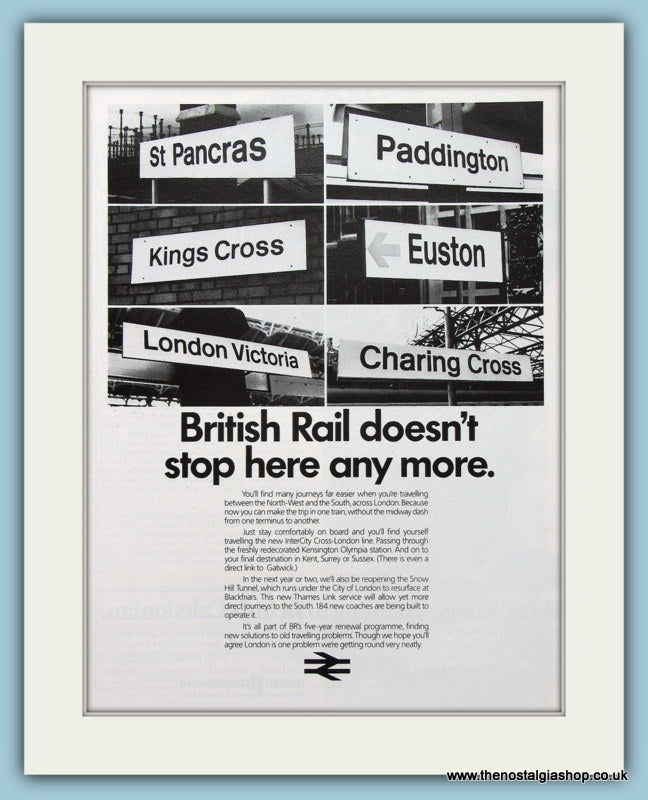 St Pancras
Paddington
Kings Cross
Euston
London Victoria
Charing Cross
British Rail doesn't
stop here any more.
You'll find many journeys far easier when you're travelling
between the North-West and the South, across London. Because
now you can make the trip in one train, without the midway dash
from one terminus to another.
Just stay comfortably on board and you'll find yourself
travelling the new InterCity Cross-London line. Passing through
the freshly redecorated Kensington Olympia station. And on to
your final destination in Kent, Surrey or Sussex. (There is even a
direct link to Gatwick.)
In the next year or two, we'll also be reopening the Snow
Hill Tunnel, which runs under the City of London to resurface at
Blackfriars. This new Thames Link service will allow yet more
direct journeys to the South. 184 new coaches are being built to
operate it.
It's all part of BR's five-year renewal programme, finding
new solutions to old travelling problems. Though we hope you'll
agree London is one problem we're getting round very neatly.
www.thenostalgiashop.co.uk